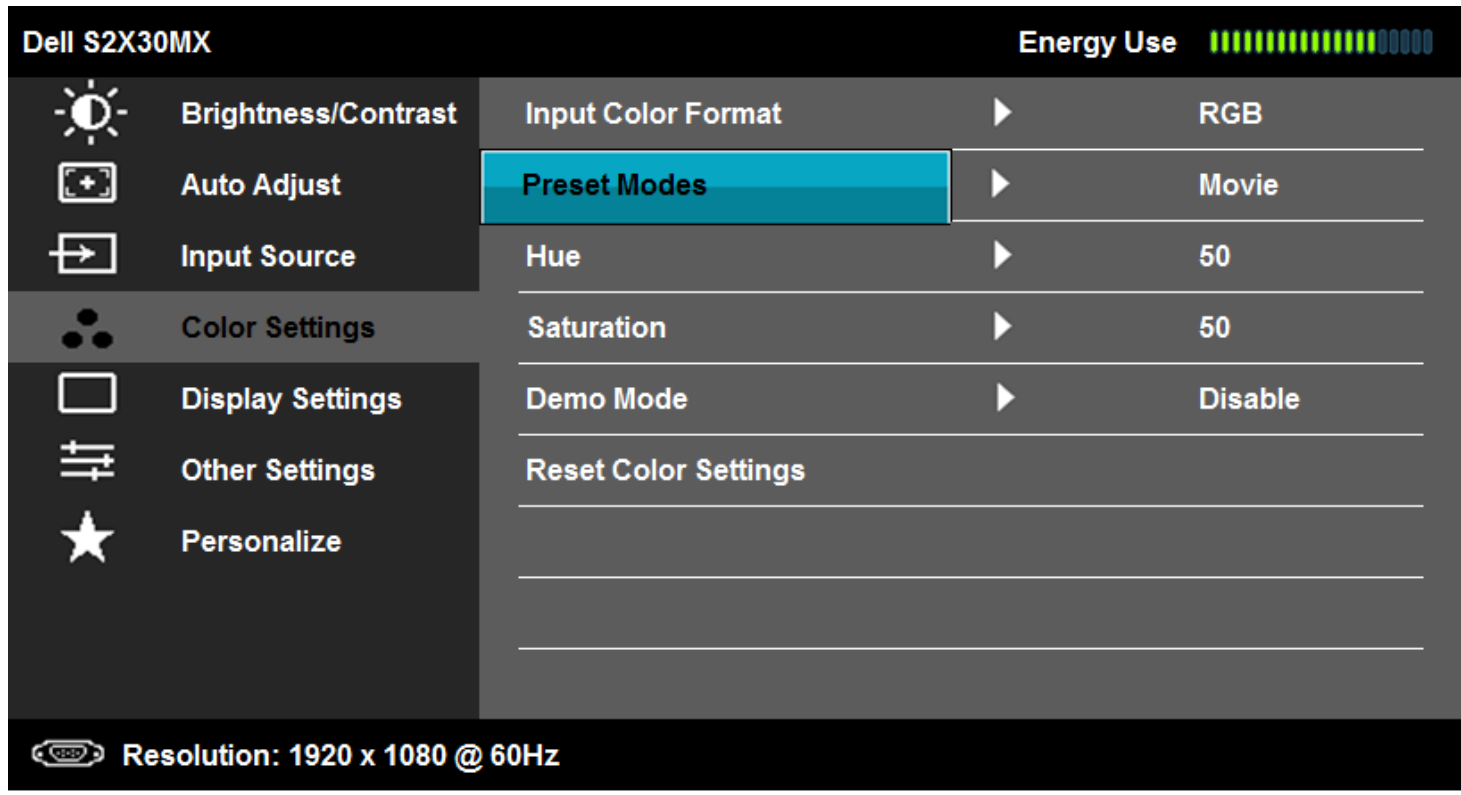 Dell S2X30MX Energy Use
Brightness/Contrast Input Color Format RGB
Auto Adjust Preset Modes Movie
Input Source Hue 50
Color Settings Saturation 50
Display Settings Demo Mode Disable
Other Settings Reset Color Settings
Personalize
Resolution: 1920 x 1080 @ 60Hz